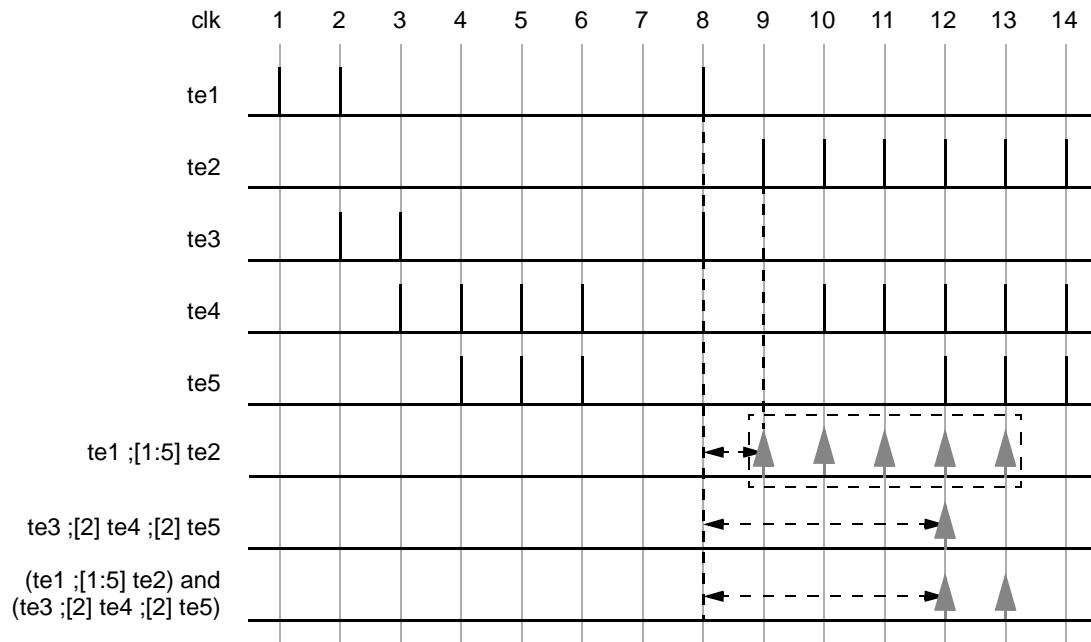 clk 1 2 3 4 5 6 8 9 10 11 12 13 14
te1
te2
te3
te4
te5
te1 ;[1:5] te2
te3 ;[2] te4 ;[2] te5
(te1 ;[1:5] te2) and
(te3 ;[2] te4 ;[2] te5)